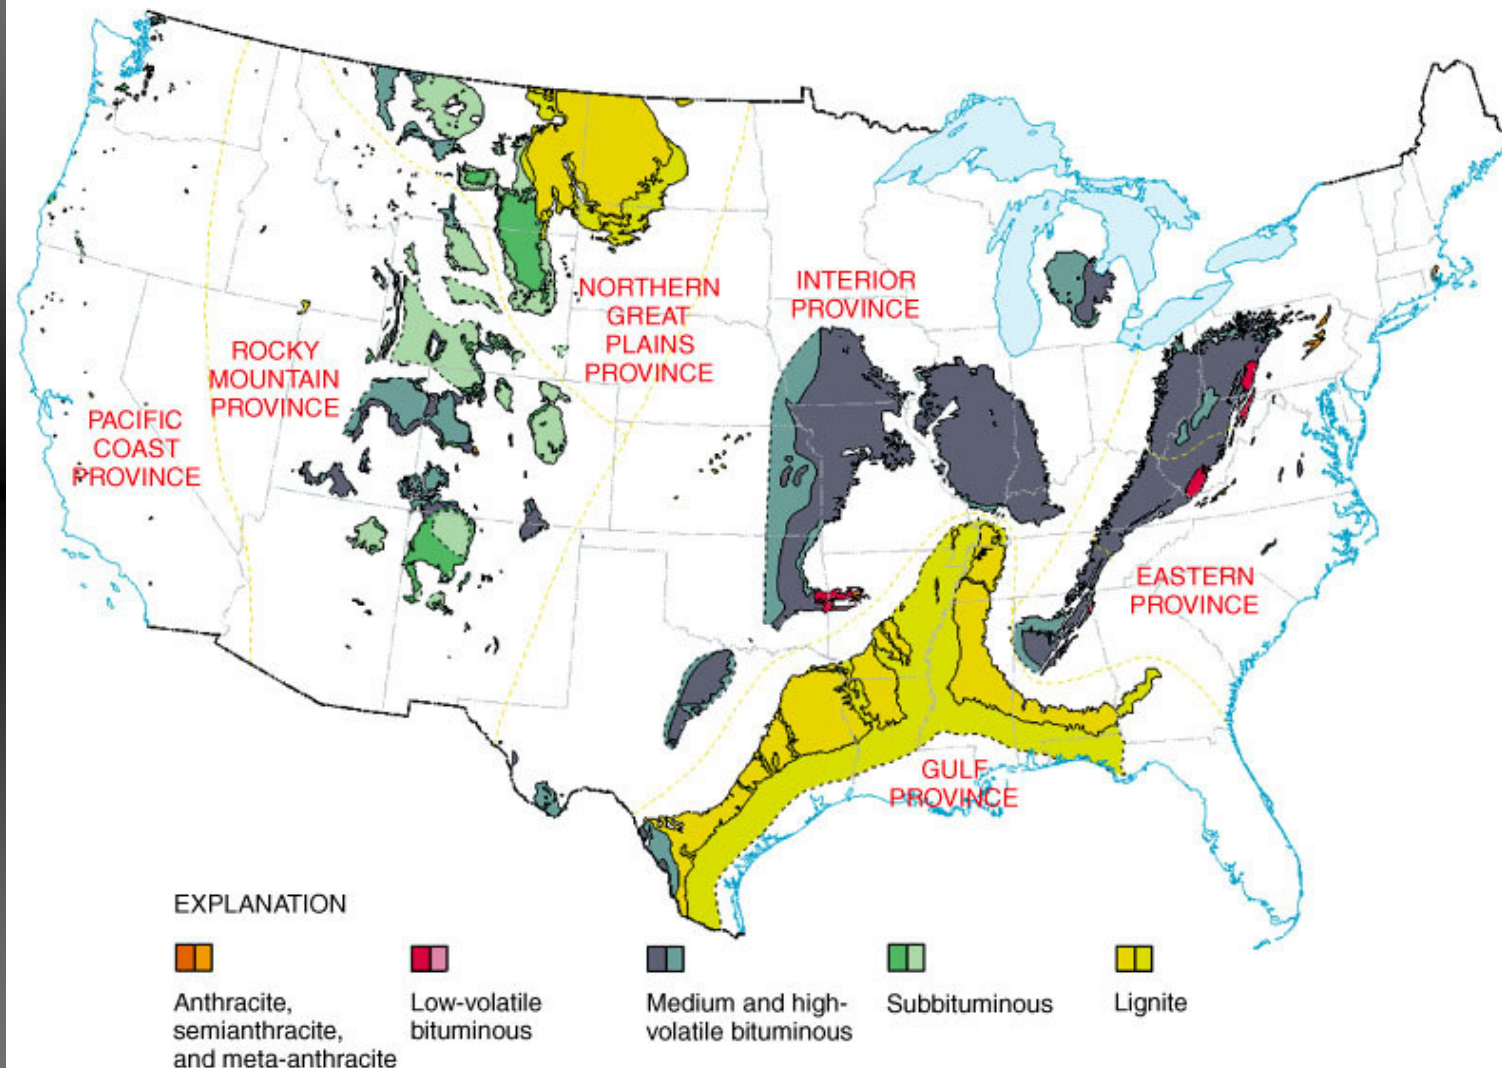 NORTHERN
GREAT
PLAINS
PROVINCE
INTERIOR
PROVINCE
ROCKY
MOUNTAIN
PROVINCE
PACIFIC
COAST
PROVINCE
EASTERN
PROVINCE
GULF
PROVINCE
EXPLANATION
Anthracite,
semianthracite,
and meta-anthracite
Low-volatile
bituminous
Medium and high-
volatile bituminous
Subbituminous
Lignite